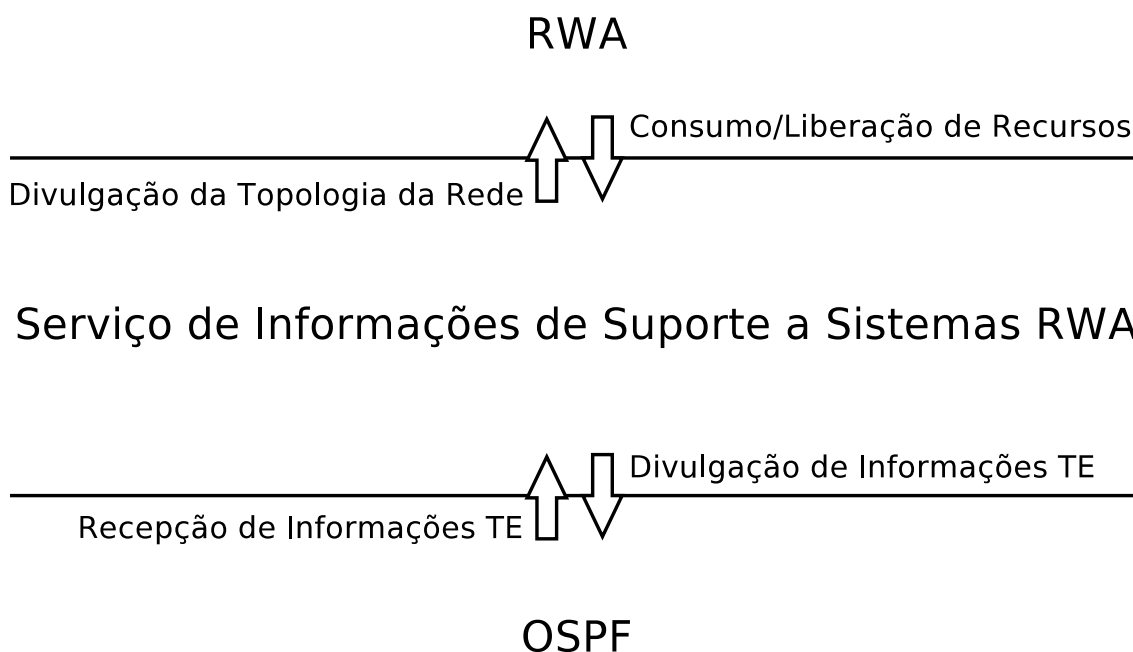 RWA
Consumo/Liberação de Recursos
Divulgação da Topologia da Rede
Serviço de Informações de Suporte a Sistemas RWA
Divulgação de Informações TE
Recepção de Informações TE
OSPF